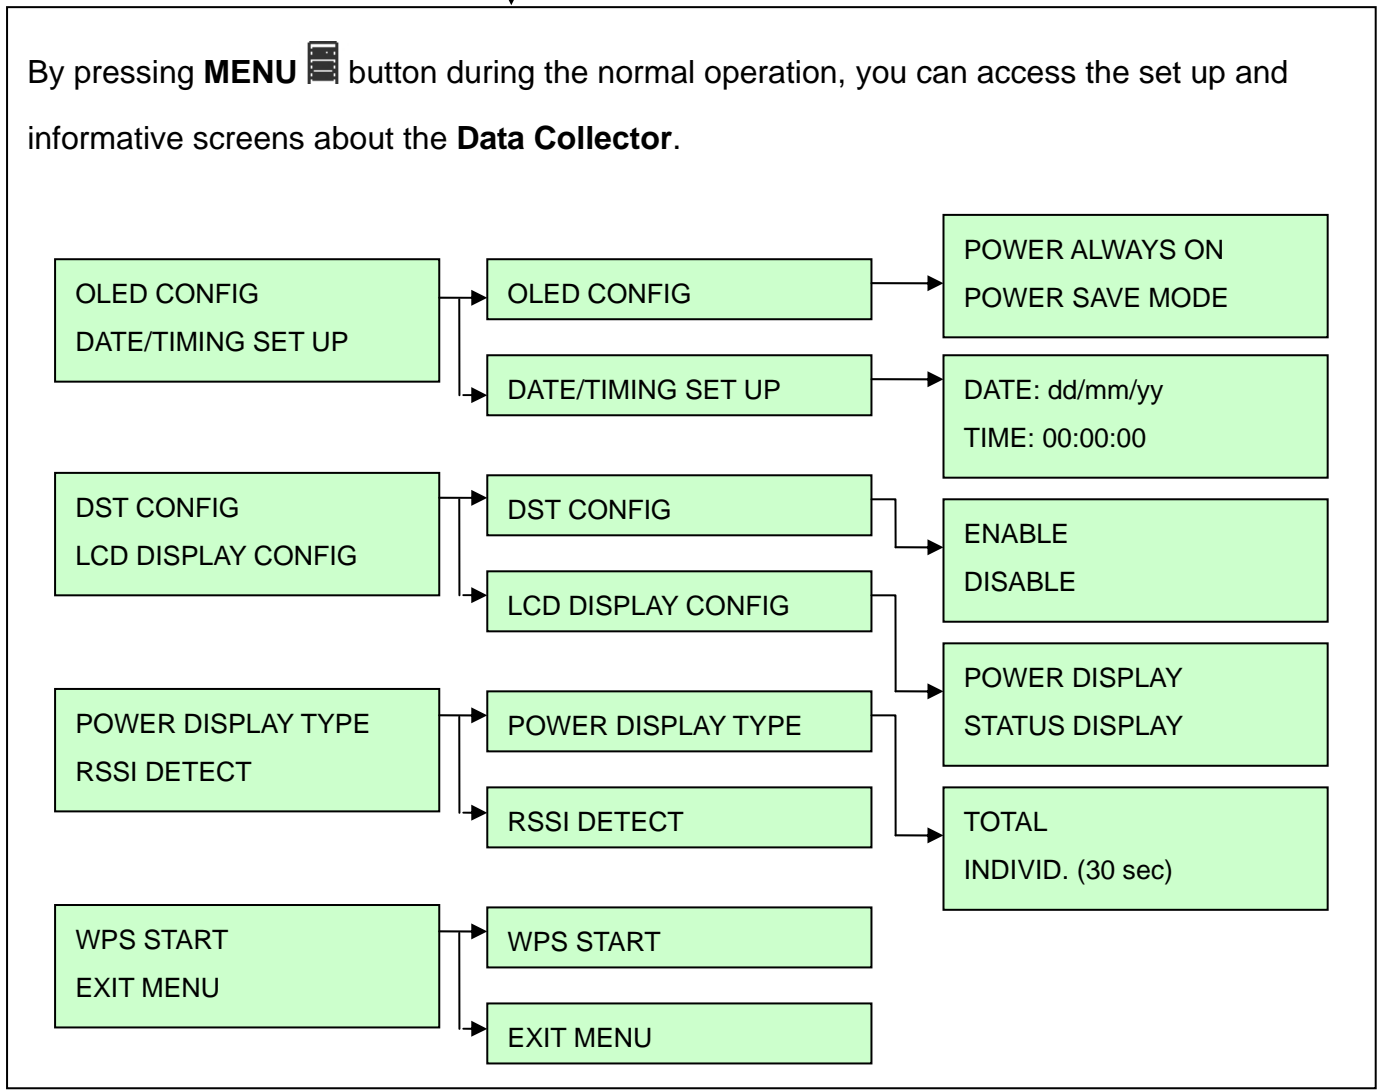 By pressing MENU button during the normal operation, you can access the set up and
informative screens about the Data Collector.
OLED CONFIG
DATE/TIMING SET UP
OLED CONFIG
DATE/TIMING SET UP
POWER ALWAYS ON
POWER SAVE MODE
DATE: dd/mm/yy
TIME: 00:00:00
DST CONFIG
LCD DISPLAY CONFIG
DST CONFIG
LCD DISPLAY CONFIG
ENABLE
DISABLE
POWER DISPLAY
STATUS DISPLAY
POWER DISPLAY TYPE
RSSI DETECT
POWER DISPLAY TYPE
RSSI DETECT
TOTAL
INDIVID. (30 sec)
WPS START
EXIT MENU
WPS START
EXIT MENU